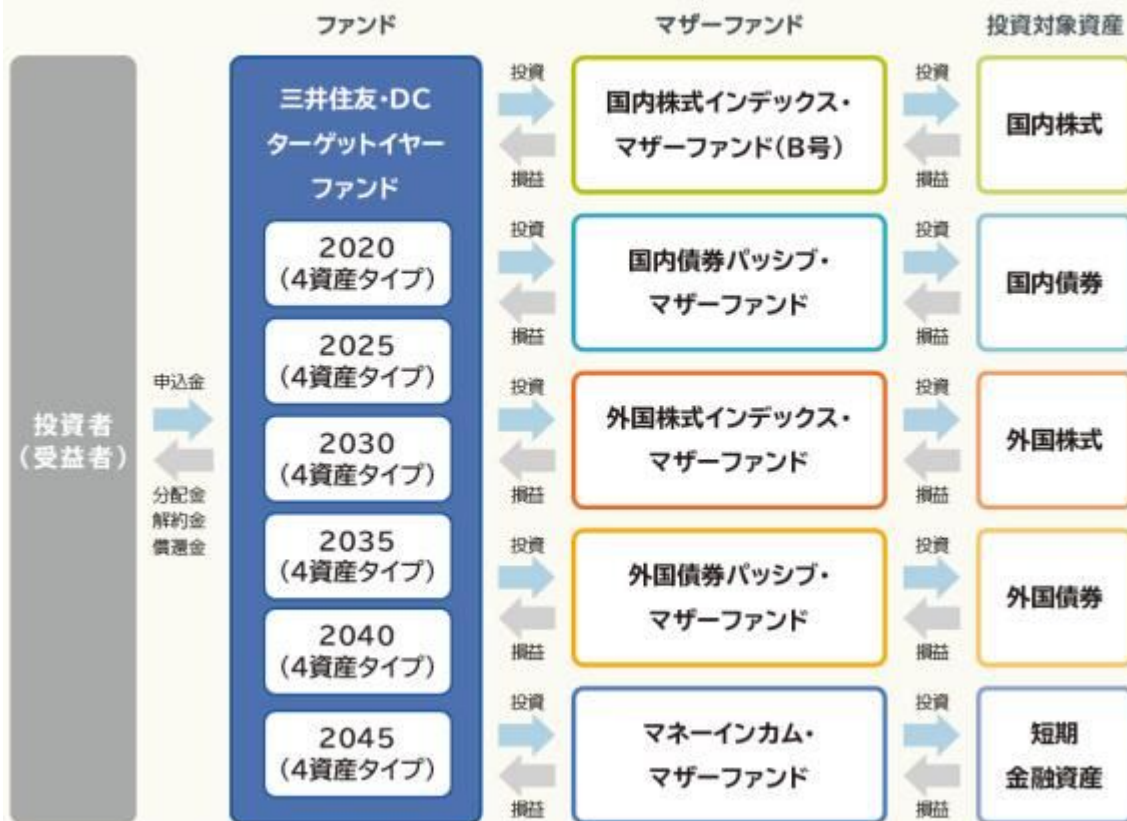 ファンド
マザーファンド
投資対象資産
投資者
(受益者)
申込金
分配金
解約金
償還金
三井住友・DC
ターゲットイヤー
ファンド
2020
(4資産タイプ)
2025
(4資産タイプ)
2030
(4資産タイプ)
2035
(4資産タイプ)
2040
(4資産タイプ)
2045
(4資産タイプ)
投資
損益
国内株式インデックス・
マザーファンド(B号)
投資
損益
国内株式
投資
損益
国内債券パッシブ・
マザーファンド
投資
損益
国内債券
投資
損益
外国株式インデックス・
マザーファンド
投資
損益
外国株式
投資
損益
外国債券パッシブ・
マザーファンド
投資
損益
外国債券
投資
損益
マネーインカム・
マザーファンド
投資
損益
短期
金融資産